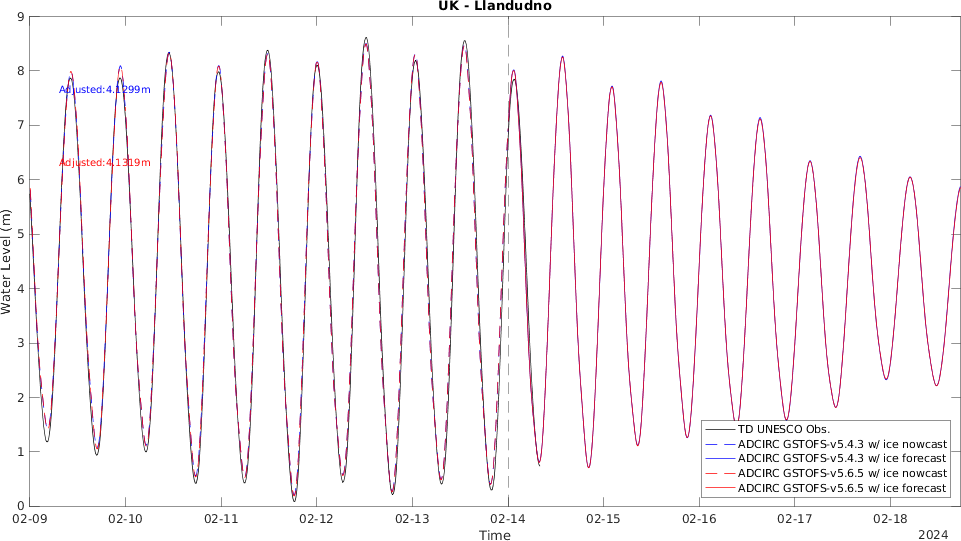 UK - Llandudno
9
8
7
6
5
4
3
2
1
0
Water Level (m)
Adjusted:4.1299m
Adjusted:4.1319m
TD UNESCO Obs.
ADCIRC GSTOFS-v5.4.3 w/ ice nowcast
ADCIRC GSTOFS-v5.4.3 w/ ice forecast
ADCIRC GSTOFS-v5.6.5 w/ ice nowcast
ADCIRC GSTOFS-v5.6.5 w/ ice forecast
02-09 02-10 02-11 02-12 02-13 02-14 02-15 02-16 02-17 02-18
Time
2024